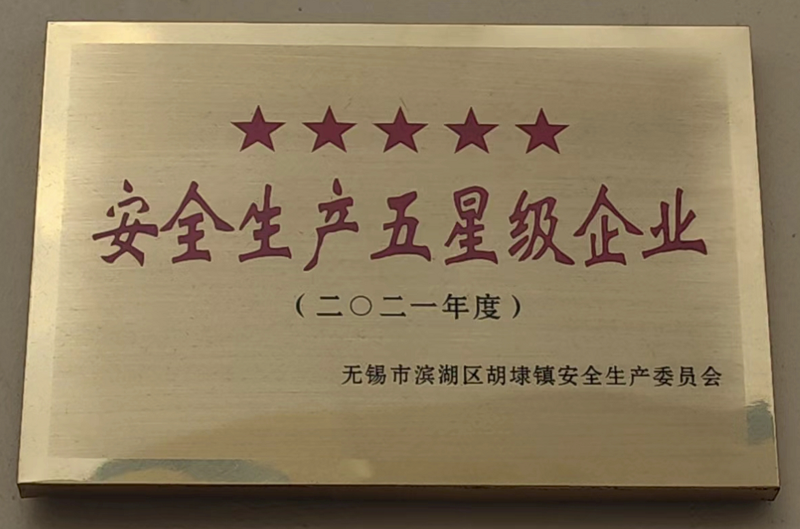 安全生产五星级企业
（二〇二一年度）
无锡市滨湖区胡埭镇安全生产委员会